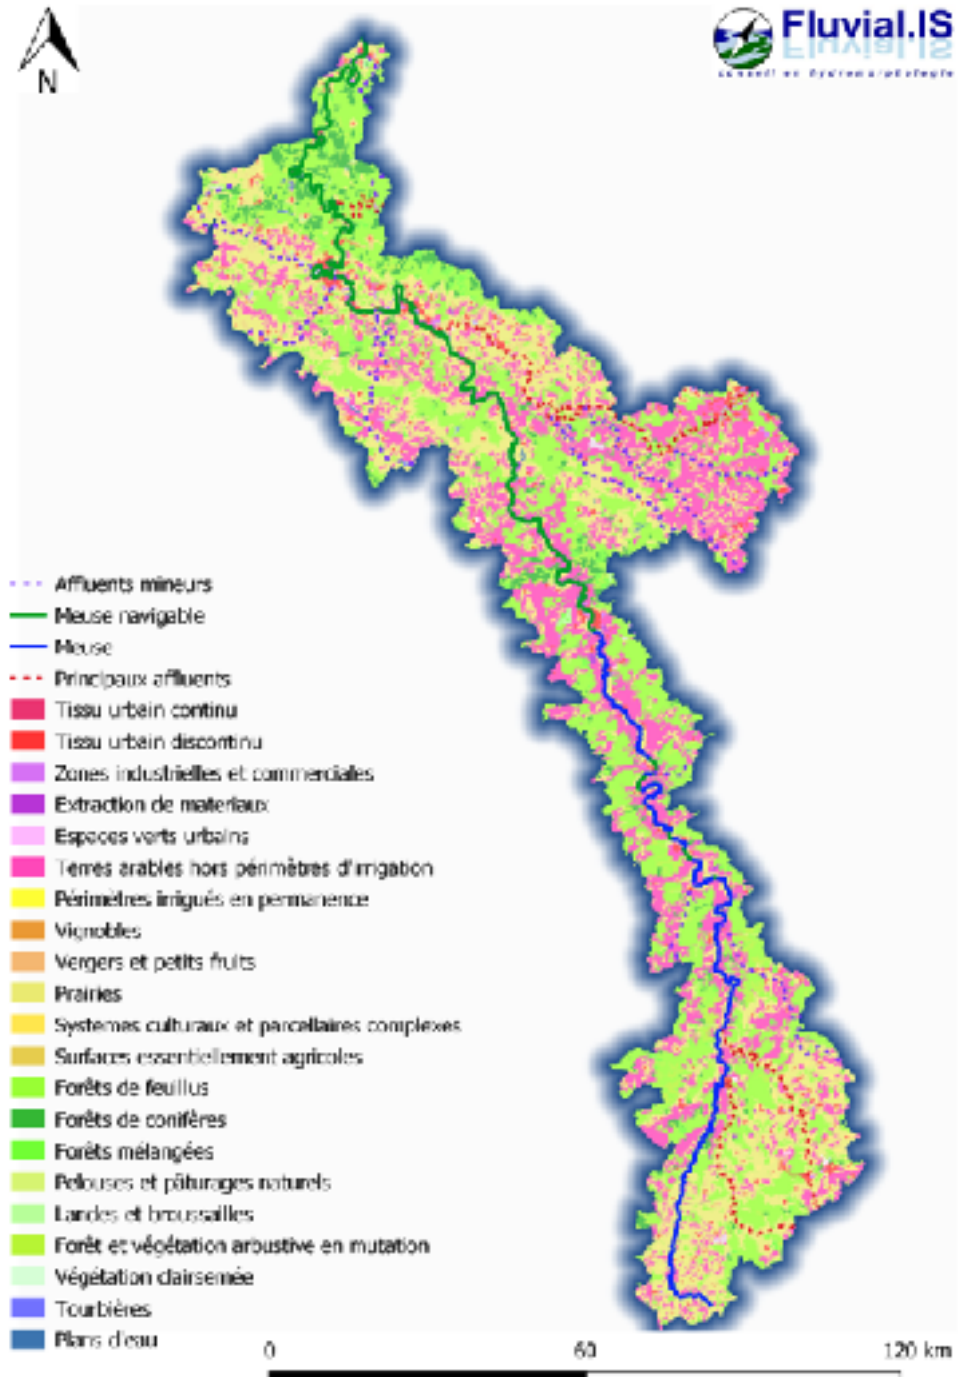 Fluvial.IS
conseil en hydromorphologie
N
Affluents mineurs
Meuse navigable
Meuse
Principaux affluents
Tissu urbain continu
Tissu urbain discontinu
Zones industrielles et commerciales
Extraction de materiaux
Espaces verts urbains
Terres arables hors périmètres d'irrigation
Périmètres irrigués en permanence
Vignobles
Vergers et petits fruits
Prairies
Systemes culturaux et parcellaires complexes
Surfaces essentiellement agricoles
Forêts de feuillus
Forêts de conifères
Forêts mélangées
Pelouses et pâturages naturels
Landes et broussailles
Forêt et végétation arbustive en mutation
Végétation clairsemée
Tourbières
Plans d'eau
0 60 120 km